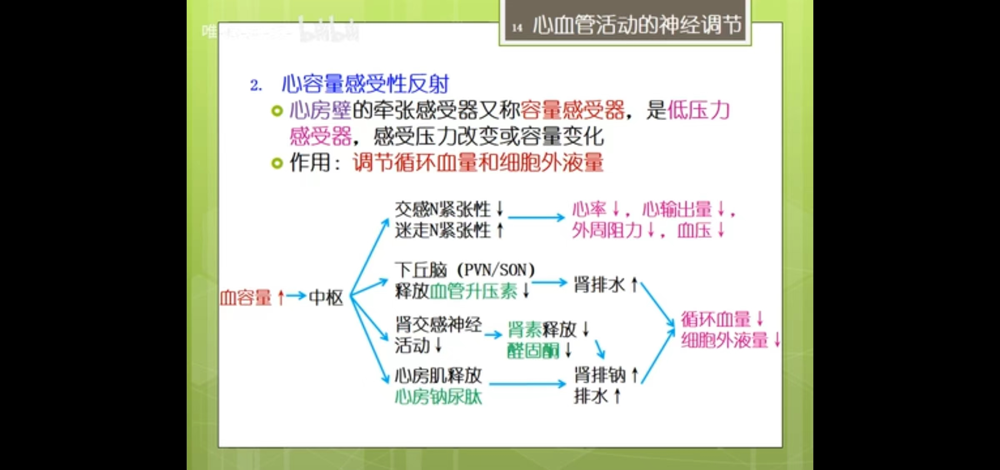 唯
bilibili
14 心血管活动的神经调节
2. 心容量感受性反射
心房壁的牵张感受器又称容量感受器，是低压力
感受器，感受压力改变或容量变化
作用：调节循环血量和细胞外液量
交感N紧张性↓
迷走N紧张性↑
心率↓，心输出量↓，
外周阻力↓，血压↓
下丘脑（PVN/SON）
释放血管升压素↓
肾排水↑
血容量↑→中枢
肾交感神经
活动↓
肾素释放↓
醛固酮↓
循环血量↓
细胞外液量↓
心房肌释放
心房钠尿肽
肾排钠↑
排水↑